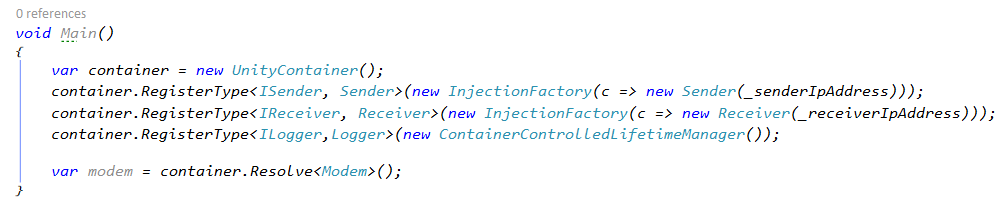 0 references
void Main()
{
    var container = new UnityContainer();
    container.RegisterType<ISender, Sender>(new InjectionFactory(c => new Sender(_senderIpAddress)));
    container.RegisterType<IReceiver, Receiver>(new InjectionFactory(c => new Receiver(_receiverIpAddress)));
    container.RegisterType<ILogger,Logger>(new ContainerControlledLifetimeManager());
    var modem = container.Resolve<Modem>();
}